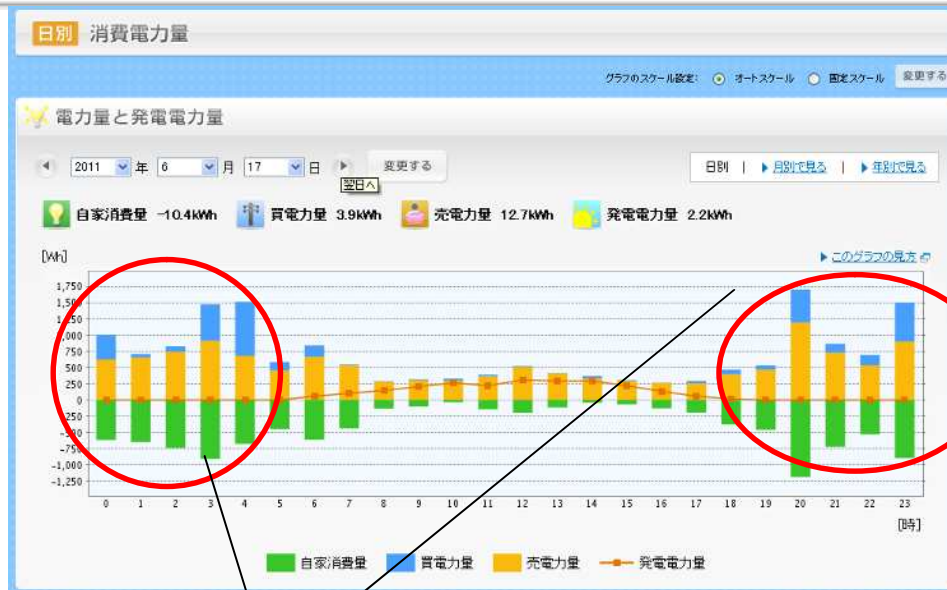 日別 消費電力量
グラフのスケール設定: オートスケール 固定スケール 変更する
電力量と発電電力量
2011 年 6 月 17 日 変更する 日別 | 月別で見る | 年別で見る
翌日へ
自家消費量 -10.4kWh 買電力量 3.9kWh 売電力量 12.7kWh 発電電力量 2.2kWh
[Wh] このグラフの見方
1,750
1,500
1,250
1,000
750
500
250
0
-250
-500
-750
-1,000
-1,250
0 1 2 3 4 5 6 7 8 9 10 11 12 13 14 15 16 17 18 19 20 21 22 23
[時]
自家消費量 買電力量 売電力量 発電電力量